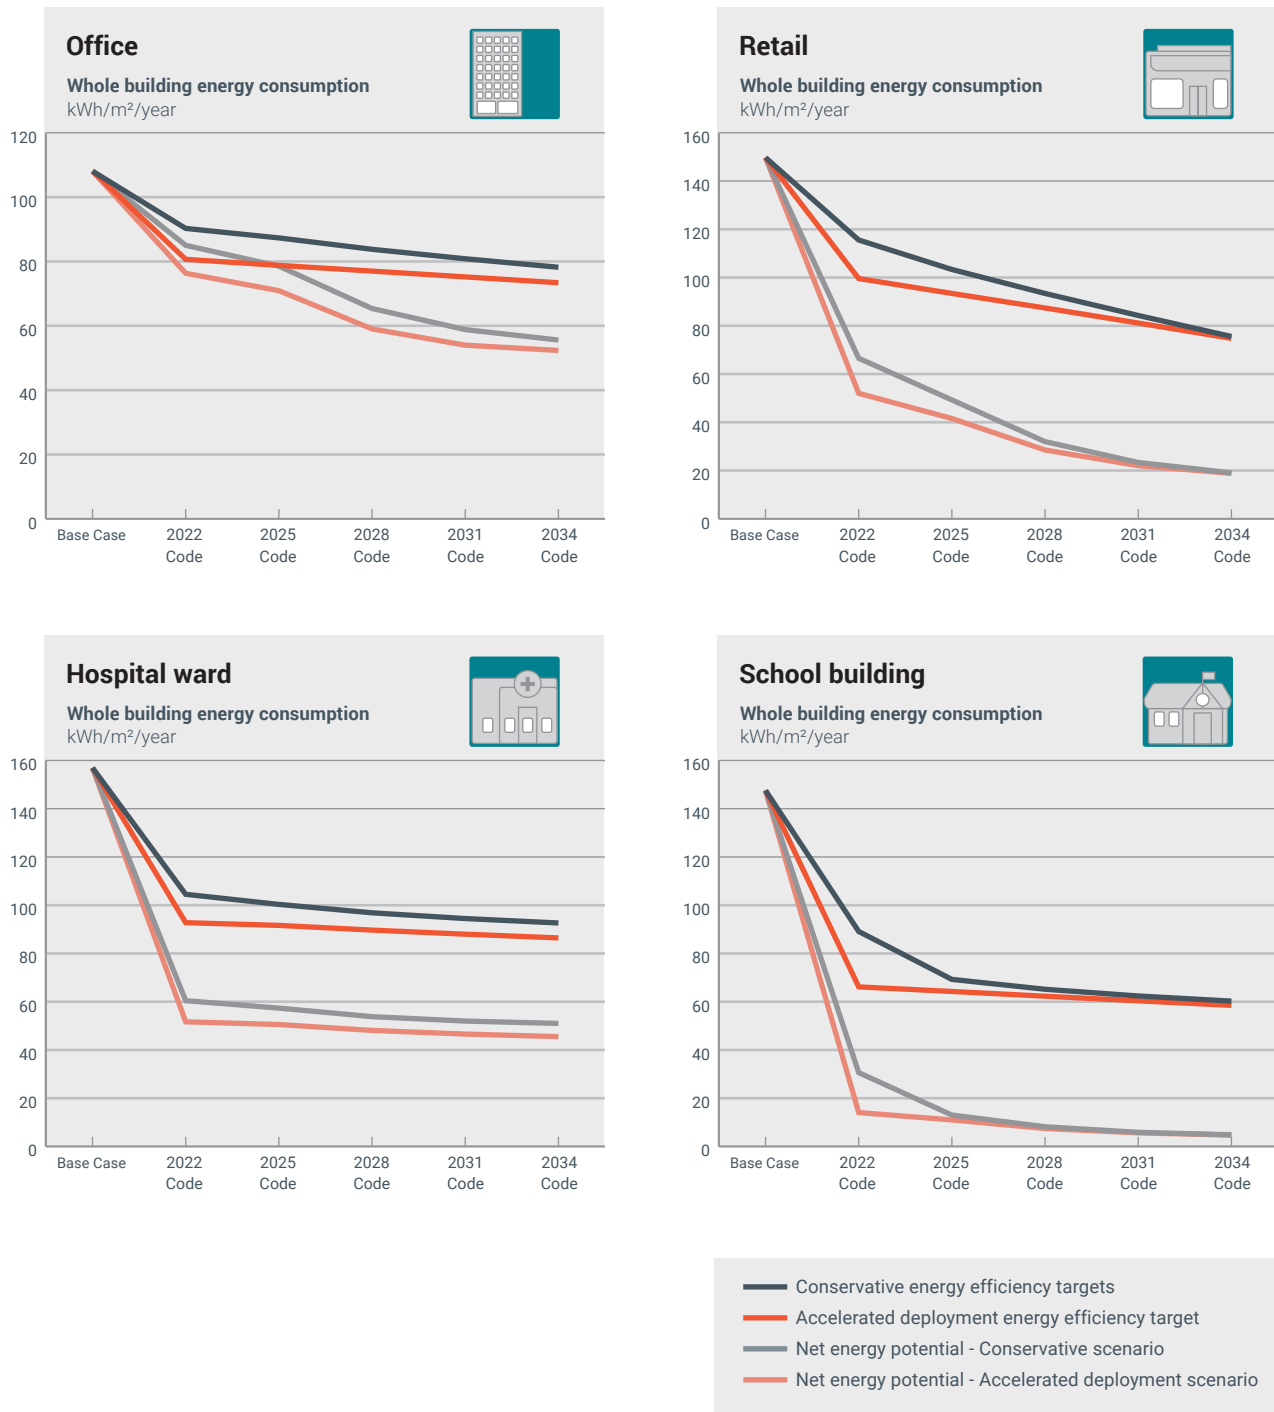 Office
Whole building energy consumption
kWh/m²/year
120
100
80
60
40
20
0
Base Case
2022 Code
2025 Code
2028 Code
2031 Code
2034 Code
Retail
Whole building energy consumption
kWh/m²/year
160
140
120
100
80
60
40
20
0
Base Case
2022 Code
2025 Code
2028 Code
2031 Code
2034 Code
Hospital ward
Whole building energy consumption
kWh/m²/year
160
140
120
100
80
60
40
20
0
Base Case
2022 Code
2025 Code
2028 Code
2031 Code
2034 Code
School building
Whole building energy consumption
kWh/m²/year
160
140
120
100
80
60
40
20
0
Base Case
2022 Code
2025 Code
2028 Code
2031 Code
2034 Code
Conservative energy efficiency targets
Accelerated deployment energy efficiency target
Net energy potential - Conservative scenario
Net energy potential - Accelerated deployment scenario